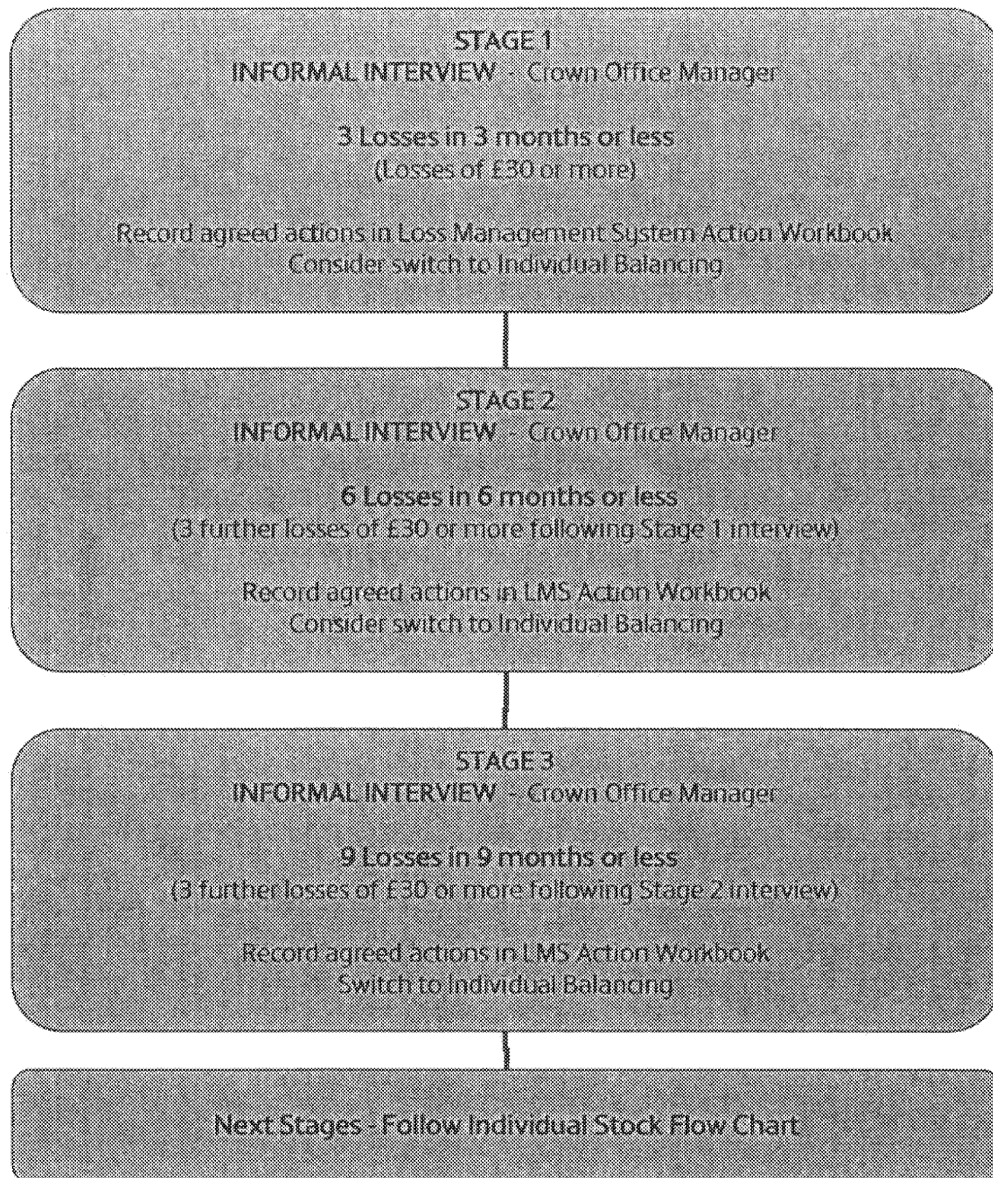 STAGE 1
INFORMAL INTERVIEW - Crown Office Manager
3 Losses in 3 months or less
(Losses of £30 or more)
Record agreed actions in Loss Management System Action Workbook
Consider switch to Individual Balancing
STAGE 2
INFORMAL INTERVIEW - Crown Office Manager
6 Losses in 6 months or less
(3 further losses of £30 or more following Stage 1 interview)
Record agreed actions in LMS Action Workbook
Consider switch to Individual Balancing
STAGE 3
INFORMAL INTERVIEW - Crown Office Manager
9 Losses in 9 months or less
(3 further losses of £30 or more following Stage 2 interview)
Record agreed actions in LMS Action Workbook
Switch to Individual Balancing
Next Stages - Follow Individual Stock Flow Chart